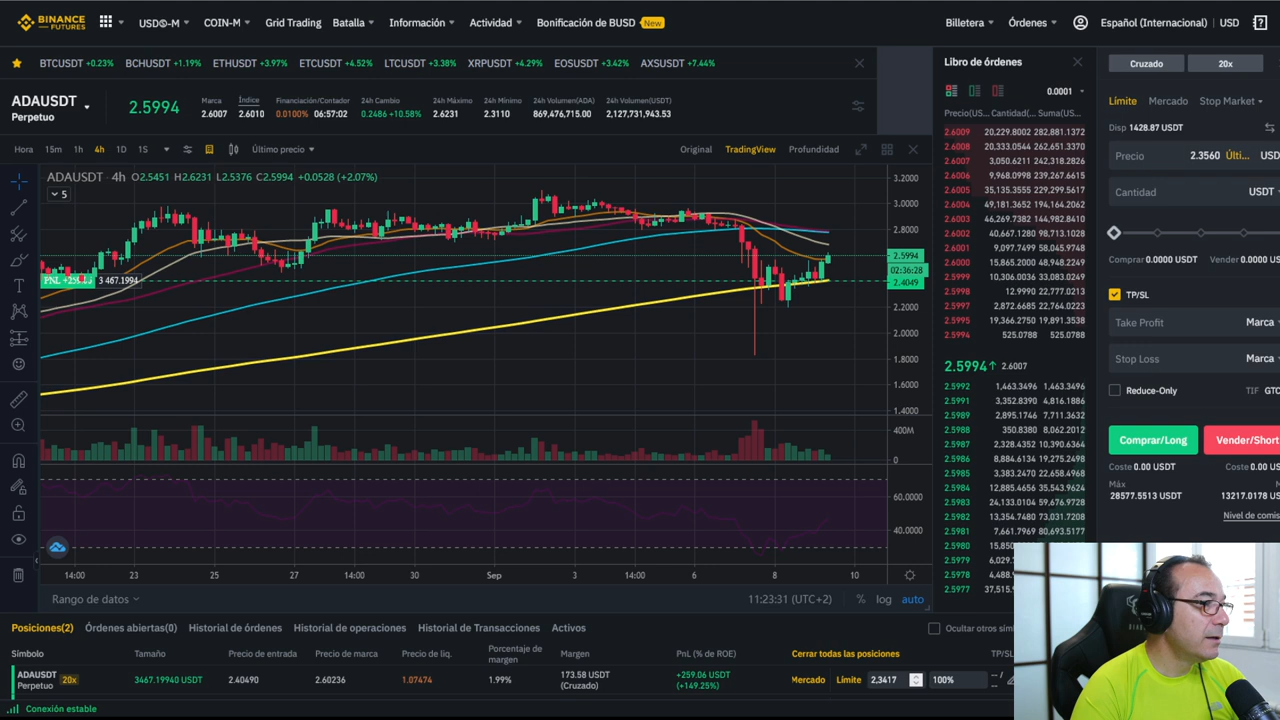 BINANCE FUTURES
USDⓈ-M COIN-M Grid Trading Batalla Información Actividad Bonificación de BUSD New Billetera Órdenes Español (Internacional) USD
BTCUSDT +0.23% BCHUSDT +1.19% ETHUSDT +3.97% ETCUSDT +4.52% LTCUSDT +3.38% XRPUSDT +4.29% EOSUSDT +3.42% AXSUSDT +7.44%
ADAUSDT
Perpetuo
2.5994
Marca Índice Financiación/Contador 24h Cambio 24h Máximo 24h Mínimo 24h Volumen(ADA) 24h Volumen(USDT)
2.6007 2.6010 0.0100% 06:57:02 0.2486 +10.58% 2.6231 2.3110 869,476,715.00 2,127,731,943.53
Hora 15m 1h 4h 1D 1S Último precio Original TradingView Profundidad
ADAUSDT 4h O2.5451 H2.6231 L2.5376 C2.5994 +0.0528 (+2.07%)
5
PNL 3 467.1994
3.2000
3.0000
2.8000
2.5994
02:36:28
2.4049
2.2000
2.0000
1.8000
1.6000
1.4000
400M
0
60.0000
40.0000
14:00 23 25 27 14:00 30 Sep 3 14:00 6 8 10
Rango de datos 11:23:31 (UTC+2) % log auto
Libro de órdenes
0.0001
Precio(US... Cantidad(... Suma(US...
2.6009 20,229.8002 282,881.1372
2.6008 20,333.0544 262,651.3370
2.6007 3,050.6211 242,318.2826
2.6006 9,968.0998 239,267.6615
2.6005 35,135.3555 229,299.5617
2.6004 48,895.2220 194,164.2062
2.6003 46,269.7382 144,982.8410
2.6002 40,667.1280 98,713.1028
2.6001 9,097.7499 58,045.9748
2.6000 15,865.2000 48,948.2249
2.5999 10,306.0036 33,083.0249
2.5998 12.9990 22,777.0213
2.5997 2,872.6685 22,764.0223
2.5995 19,366.2750 19,891.3538
2.5994 525.0788 525.0788
2.5994↑ 2.6007
2.5992 1,463.3496 1,463.3496
2.5991 3,352.8390 4,816.1886
2.5989 2,895.1746 7,711.3632
2.5988 350.8380 8,062.2012
2.5987 2,328.4352 10,390.6364
2.5986 8,884.6134 19,275.2498
2.5985 3,383.2470 22,658.4968
2.5984 12,885.4656 35,543.9624
2.5983 24,133.0104 59,676.9728
2.5982 13,354.7480 73,031.7208
2.5981 7,661.7969 80,693.5177
2.5980
2.5979
2.5978
2.5977
Cruzado 20x
Límite Mercado Stop Market
Disp 1428.87 USDT
Precio 2.3560 Últi... USD
Cantidad USDT
Comprar 0.0000 USDT Vender 0.0000 US
TP/SL
Take Profit Marca
Stop Loss Marca
Reduce-Only TIF GTC
Comprar/Long Vender/Short
Coste 0.00 USDT Coste 0.00 US
Máx
28577.5513 USDT 13217.0178 US
Nivel de comis
Posiciones(2) Órdenes abiertas(0) Historial de órdenes Historial de operaciones Historial de Transacciones Activos Ocultar otros sím
Símbolo Tamaño Precio de entrada Precio de marca Precio de liq. Porcentaje de margen Margen PnL (% de ROE) Cerrar todas las posiciones TP/SL
ADAUSDT 20x 3467.19940 USDT 2.40490 2.60236 1.07474 1.99% 173.58 USDT +259.06 USDT Mercado Límite 2,3417 100%
Perpetuo (Cruzado) (+149.25%)
Conexión estable